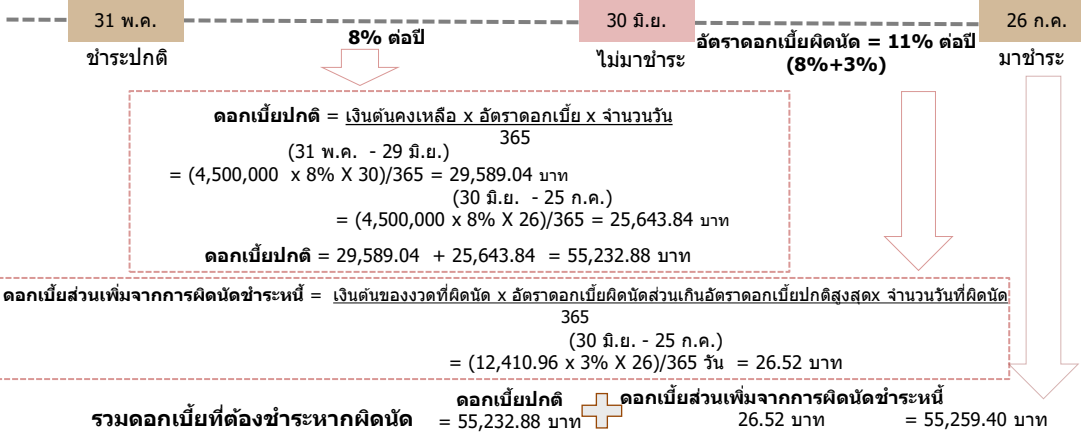 31 พ.ค.
30 มิ.ย.
26 ก.ค.
ชำระปกติ
8% ต่อปี
ไม่มาชำระ
อัตราดอกเบี้ยผิดนัด = 11% ต่อปี
(8%+3%)
มาชำระ
ดอกเบี้ยปกติ = เงินต้นคงเหลือ x อัตราดอกเบี้ย x จำนวนวัน
365
(31 พ.ค. - 29 มิ.ย.)
= (4,500,000 x 8% X 30)/365 = 29,589.04 บาท
(30 มิ.ย. - 25 ก.ค.)
= (4,500,000 x 8% X 26)/365 = 25,643.84 บาท
ดอกเบี้ยปกติ = 29,589.04 + 25,643.84 = 55,232.88 บาท
ดอกเบี้ยส่วนเพิ่มจากการผิดนัดชำระหนี้ = เงินต้นของงวดที่ผิดนัด x อัตราดอกเบี้ยผิดนัดส่วนเกินอัตราดอกเบี้ยปกติสูงสุดx จำนวนวันที่ผิดนัด
365
(30 มิ.ย. - 25 ก.ค.)
= (12,410.96 x 3% X 26)/365 วัน = 26.52 บาท
ดอกเบี้ยปกติ
ดอกเบี้ยส่วนเพิ่มจากการผิดนัดชำระหนี้
รวมดอกเบี้ยที่ต้องชำระหากผิดนัด = 55,232.88 บาท 26.52 บาท = 55,259.40 บาท